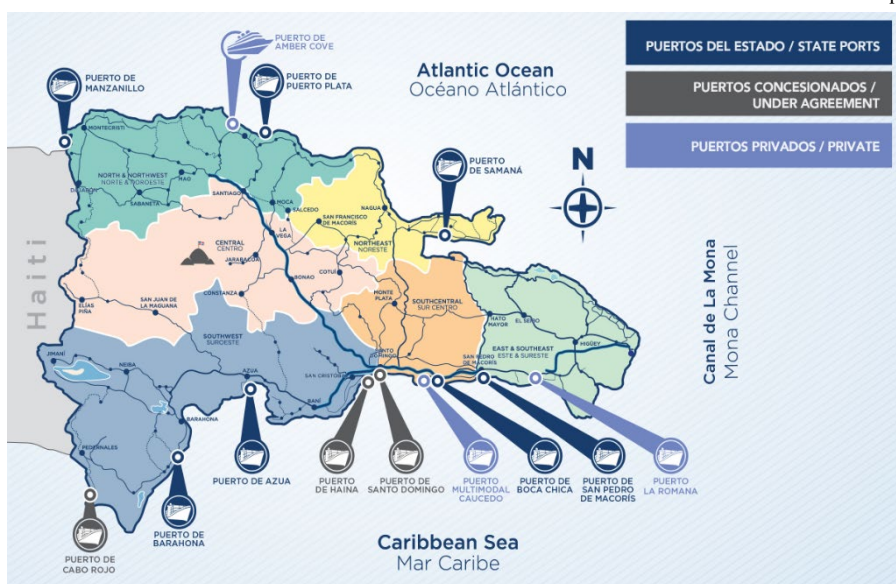 PUERTO DE
AMBER COVE
PUERTO DE
MANZANILLO
PUERTO DE
PUERTO PLATA
Atlantic Ocean
Océano Atlántico
PUERTOS DEL ESTADO / STATE PORTS
PUERTOS CONCESIONADOS /
UNDER AGREEMENT
PUERTOS PRIVADOS / PRIVATE
PUERTO
DE SAMANÁ
N
MONTECRISTI
NORTH & NORTHWEST
NORTE & NOROESTE
MAO
DAJABÓN
SABANETA
SANTIAGO
MOCA
SALCEDO
SAN FRANCISCO
DE MACORÍS
NAGUA
LA
VEGA
NORTHEAST
NORESTE
CENTRAL
CENTRO
JARABACOA
COTUÍ
BONAO
CONSTANZA
Haiti
ELÍAS
PIÑA
SAN JUAN DE
LA MAGUANA
MONTE
PLATA
SOUTHCENTRAL
SUR CENTRO
HATO
MAYOR
EL SEIBO
HIGÜEY
EAST & SOUTHEAST
ESTE & SURESTE
Canal de La Mona
Mona Channel
SOUTHWEST
SUROESTE
JIMANÍ
NEIBA
AZUA
SAN CRISTÓBAL
SANTO
DOMINGO
SAN PEDRO
DE MACORÍS
BANÍ
BARAHONA
PEDERNALES
PUERTO DE AZUA
PUERTO
DE HAINA
PUERTO DE
SANTO DOMINGO
PUERTO
MULTIMODAL
CAUCEDO
PUERTO DE
BOCA CHICA
PUERTO DE
SAN PEDRO
DE MACORÍS
PUERTO
LA ROMANA
PUERTO DE
BARAHONA
PUERTO DE
CABO ROJO
Caribbean Sea
Mar Caribe